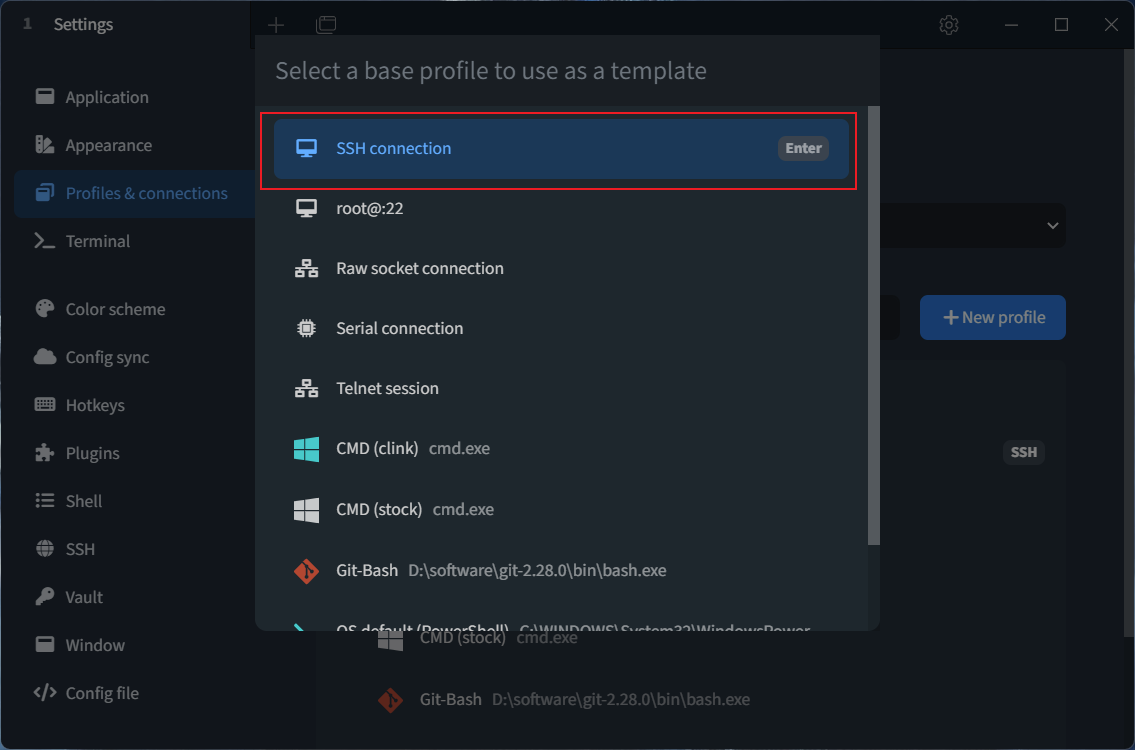 1 Settings
Select a base profile to use as a template
Application
Appearance
Profiles & connections
Terminal
Color scheme
Config sync
Hotkeys
Plugins
Shell
SSH
Vault
Window
Config file
SSH connection Enter
root@:22
Raw socket connection
Serial connection
Telnet session
CMD (clink) cmd.exe
CMD (stock) cmd.exe
Git-Bash D:\software\git-2.28.0\bin\bash.exe
OS default (PowerShell) C:\WINDOWS\System32\WindowsPower
New profile
SSH
CMD (stock) cmd.exe
Git-Bash D:\software\git-2.28.0\bin\bash.exe